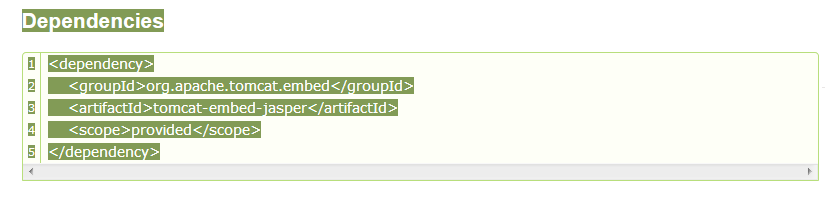 Dependencies
1 <dependency>
2     <groupId>org.apache.tomcat.embed</groupId>
3     <artifactId>tomcat-embed-jasper</artifactId>
4     <scope>provided</scope>
5 </dependency>